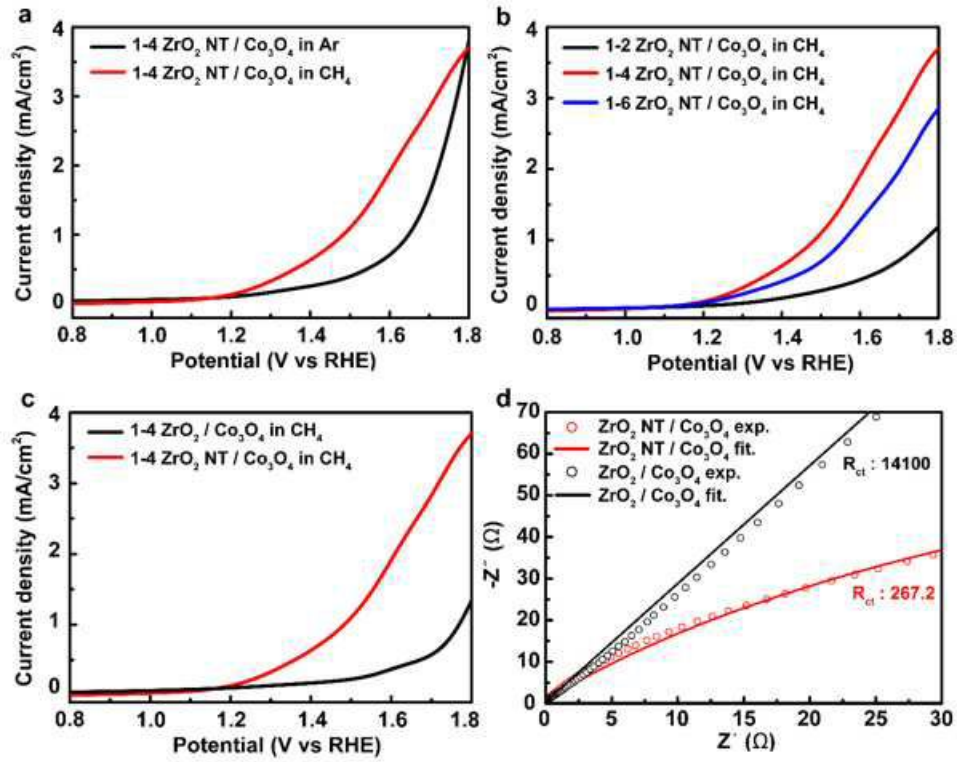 a
1-4 ZrO₂ NT / Co₃O₄ in Ar
1-4 ZrO₂ NT / Co₃O₄ in CH₄
Current density (mA/cm²)
4
3
2
1
0
0.8 1.0 1.2 1.4 1.6 1.8
Potential (V vs RHE)
b
1-2 ZrO₂ NT / Co₃O₄ in CH₄
1-4 ZrO₂ NT / Co₃O₄ in CH₄
1-6 ZrO₂ NT / Co₃O₄ in CH₄
Current density (mA/cm²)
4
3
2
1
0
0.8 1.0 1.2 1.4 1.6 1.8
Potential (V vs RHE)
c
1-4 ZrO₂ / Co₃O₄ in CH₄
1-4 ZrO₂ NT / Co₃O₄ in CH₄
Current density (mA/cm²)
4
3
2
1
0
0.8 1.0 1.2 1.4 1.6 1.8
Potential (V vs RHE)
d
ZrO₂ NT / Co₃O₄ exp.
ZrO₂ NT / Co₃O₄ fit.
ZrO₂ / Co₃O₄ exp.
ZrO₂ / Co₃O₄ fit.
R_ct : 14100
R_ct : 267.2
-Z″ (Ω)
70
60
50
40
30
20
10
0
0 5 10 15 20 25 30
Z′ (Ω)